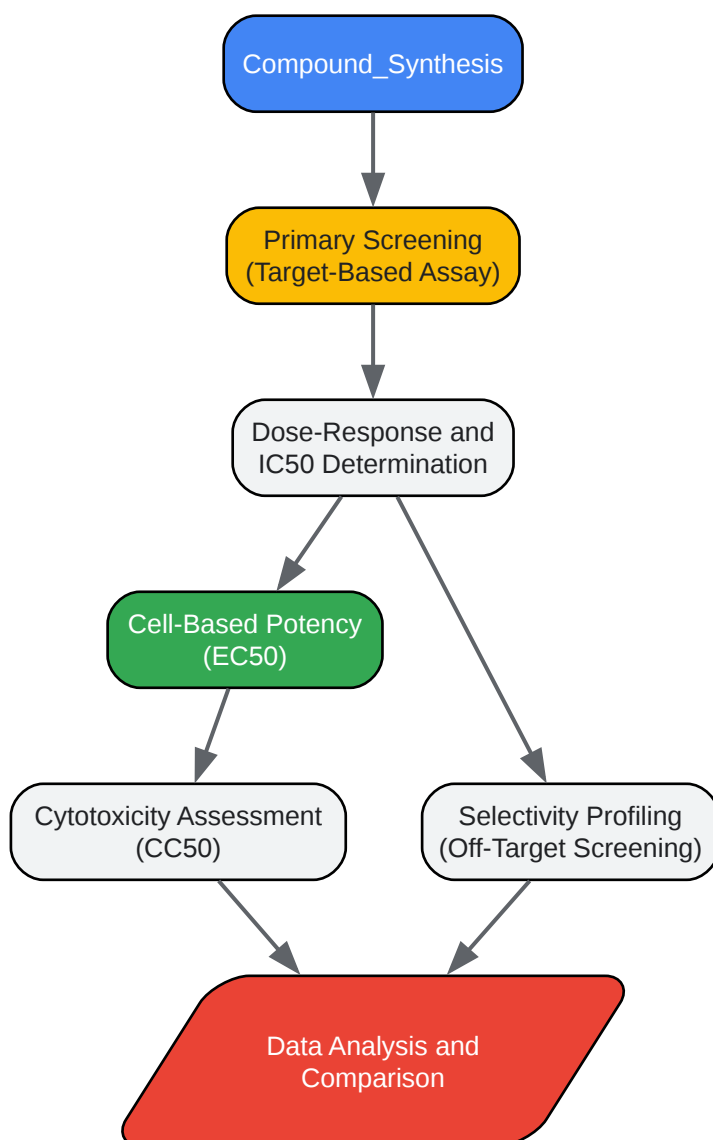 Compound_Synthesis
Primary Screening
(Target-Based Assay)
Dose-Response and
IC50 Determination
Cell-Based Potency
(EC50)
Cytotoxicity Assessment
(CC50)
Selectivity Profiling
(Off-Target Screening)
Data Analysis and
Comparison